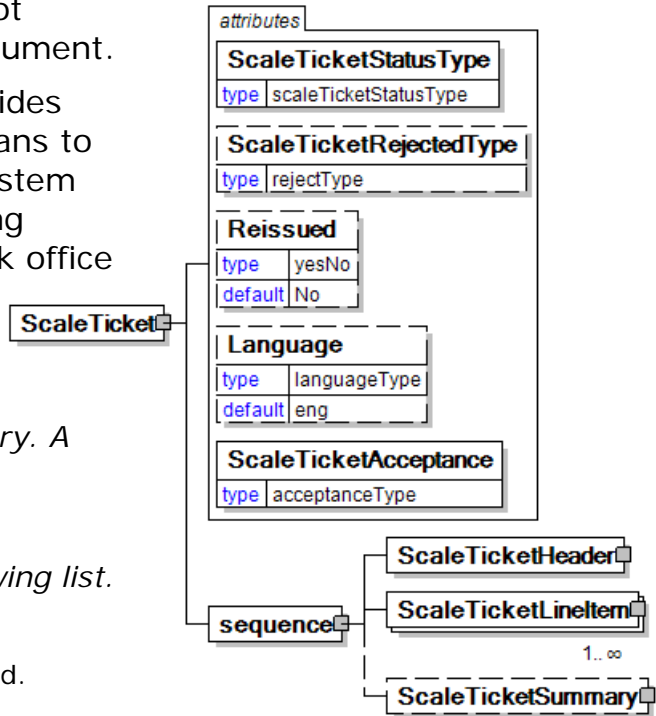 ot
ument.
ides
ans to
stem
ng
k office
ry. A
ving list.
d.
ScaleTicket
attributes
ScaleTicketStatusType
type scaleTicketStatusType
ScaleTicketRejectedType
type rejectType
Reissued
type yesNo
default No
Language
type languageType
default eng
ScaleTicketAcceptance
type acceptanceType
sequence
ScaleTicketHeader
ScaleTicketLineItem
1.. ∞
ScaleTicketSummary